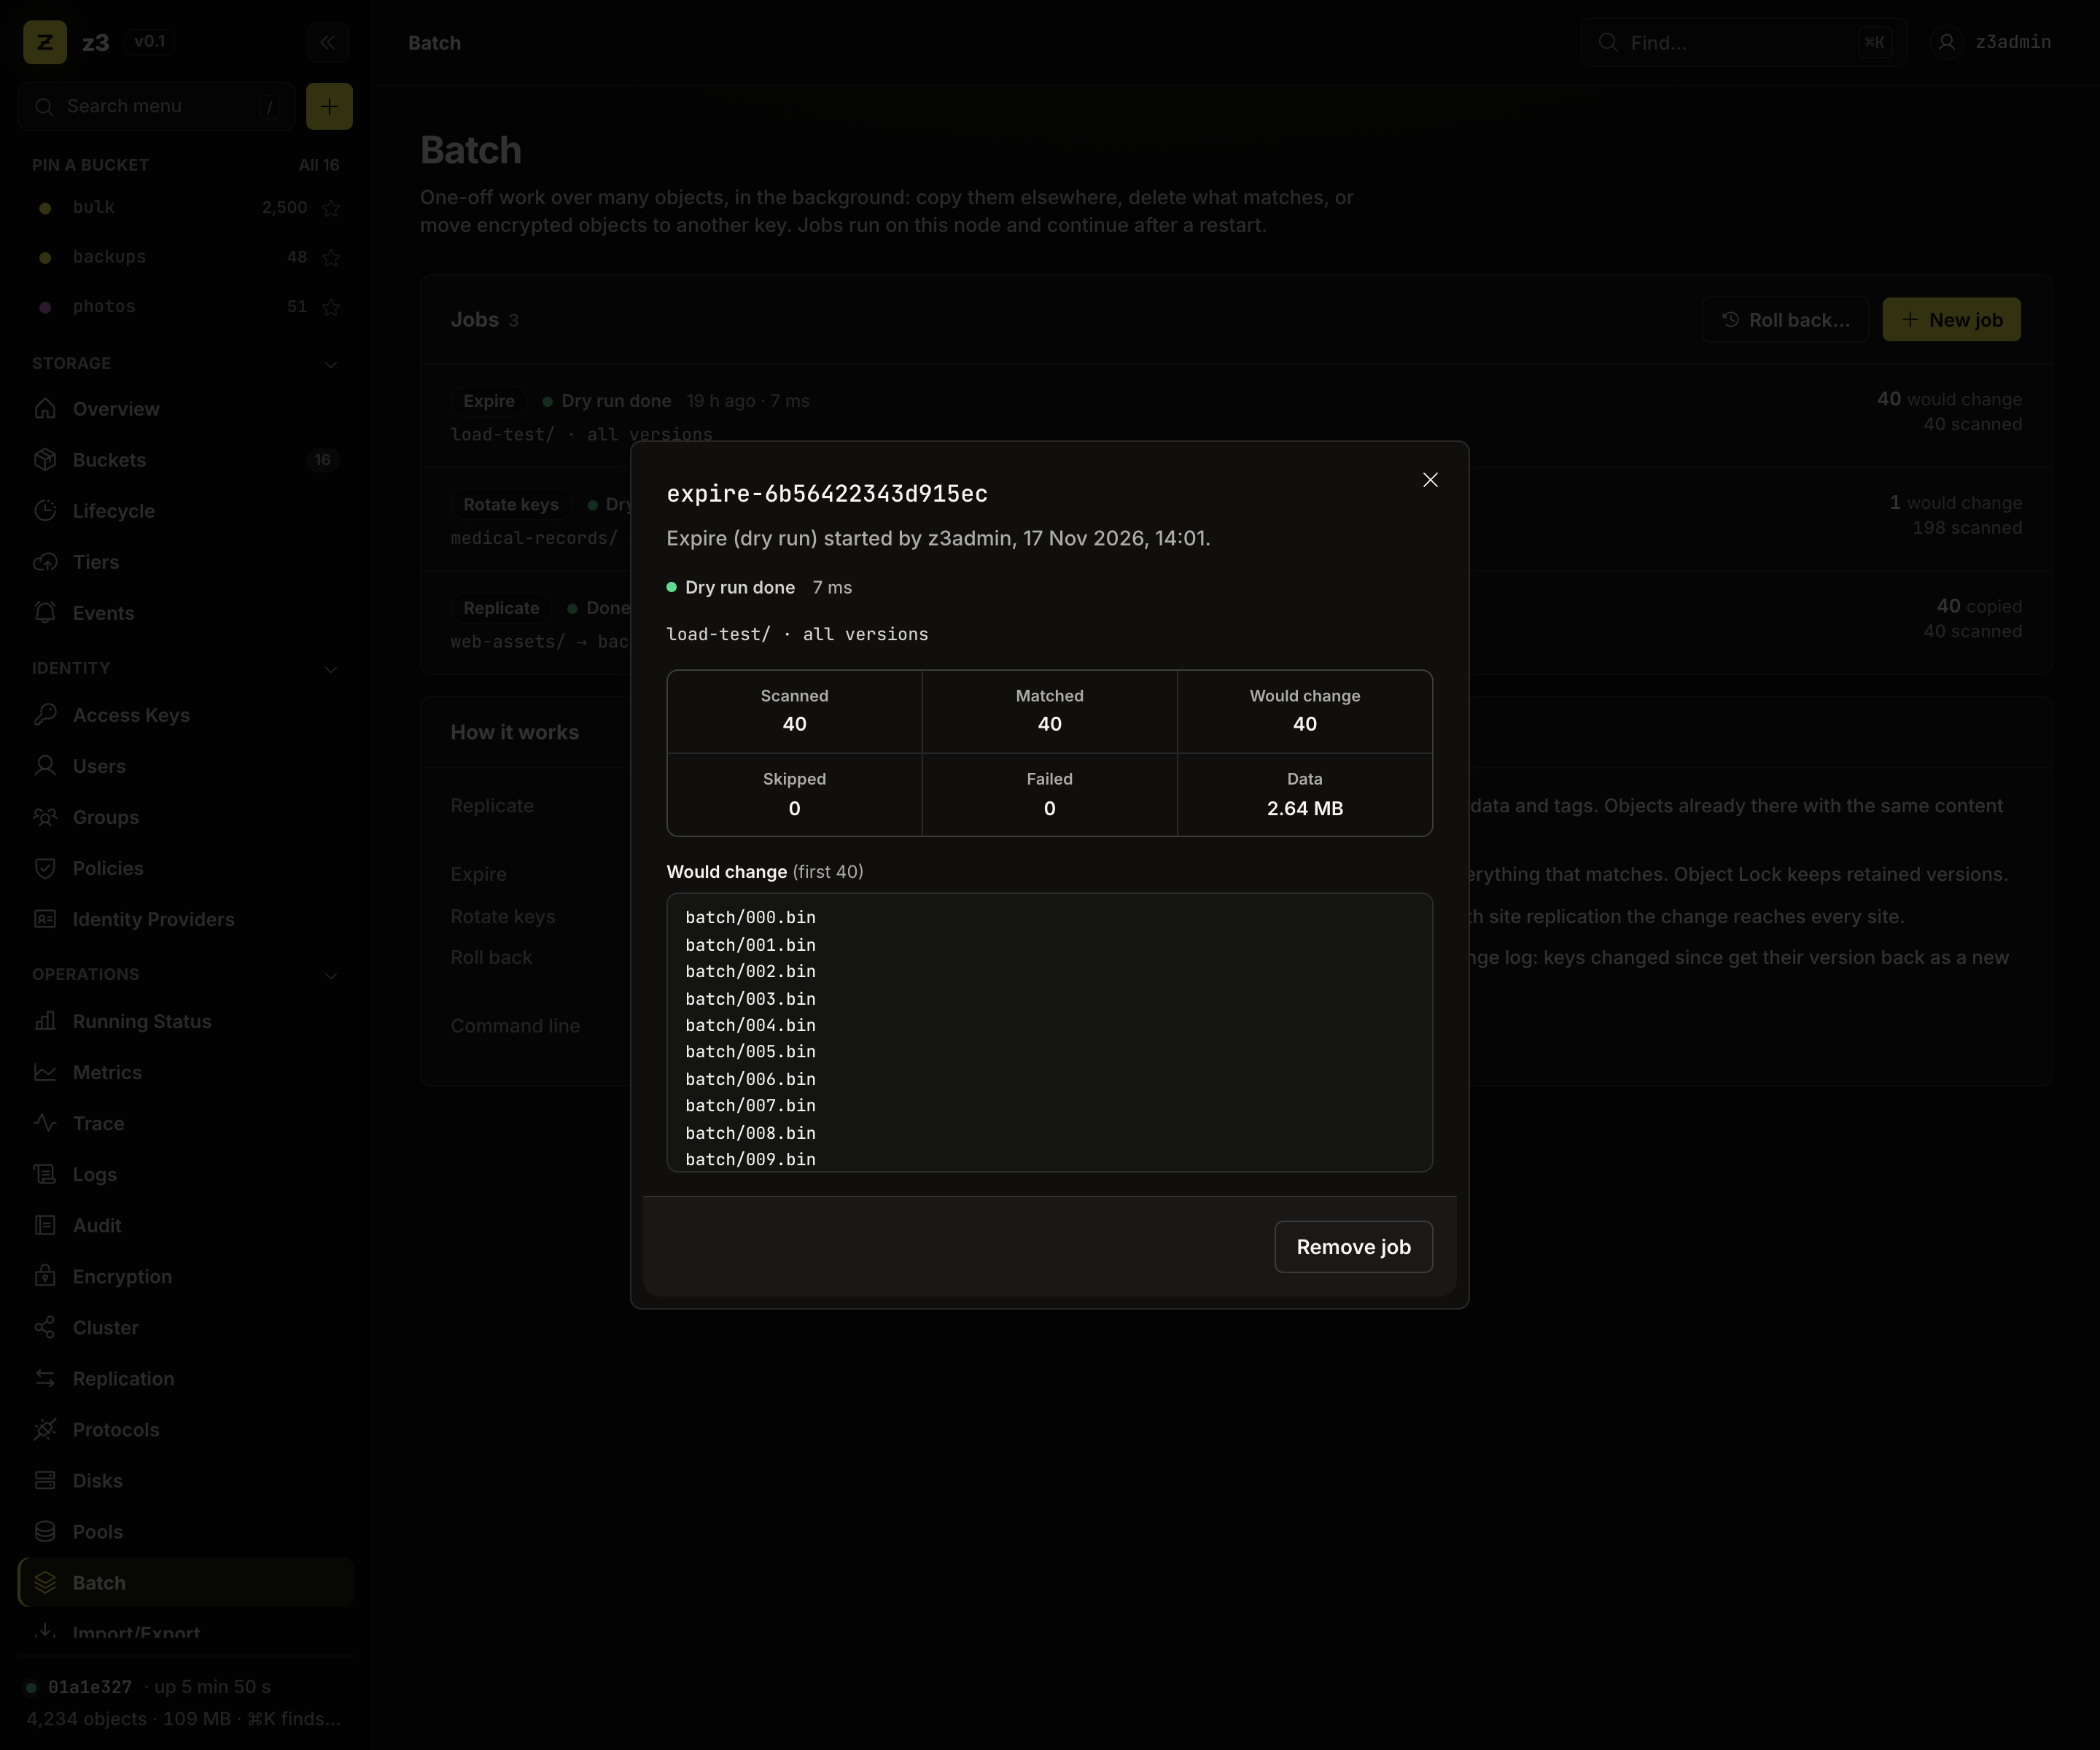 z3 v0.1
Search menu /
PIN A BUCKET All 16
bulk 2,500
backups 48
photos 51
STORAGE
Overview
Buckets 16
Lifecycle
Tiers
Events
IDENTITY
Access Keys
Users
Groups
Policies
Identity Providers
OPERATIONS
Running Status
Metrics
Trace
Logs
Audit
Encryption
Cluster
Replication
Protocols
Disks
Pools
Batch
Import/Export
01a1e327 · up 5 min 50 s
4,234 objects · 109 MB · ⌘K finds...
Batch
Find... ⌘K z3admin
Batch
One-off work over many objects, in the background: copy them elsewhere, delete what matches, or
move encrypted objects to another key. Jobs run on this node and continue after a restart.
Jobs 3 Roll back... New job
Expire Dry run done 19 h ago · 7 ms 40 would change
load-test/ · all versions 40 scanned
Rotate keys Dry 1 would change
medical-records/ 198 scanned
Replicate Done 40 copied
web-assets/ → bac 40 scanned
How it works
Replicate data and tags. Objects already there with the same content
Expire erything that matches. Object Lock keeps retained versions.
Rotate keys th site replication the change reaches every site.
Roll back nge log: keys changed since get their version back as a new
Command line
expire-6b56422343d915ec
Expire (dry run) started by z3admin, 17 Nov 2026, 14:01.
Dry run done 7 ms
load-test/ · all versions
Scanned Matched Would change
40 40 40
Skipped Failed Data
0 0 2.64 MB
Would change (first 40)
batch/000.bin
batch/001.bin
batch/002.bin
batch/003.bin
batch/004.bin
batch/005.bin
batch/006.bin
batch/007.bin
batch/008.bin
batch/009.bin
Remove job